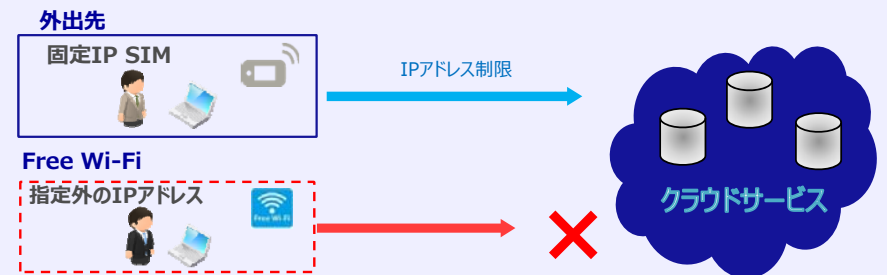 外出先
固定IP SIM
IPアドレス制限
Free Wi-Fi
指定外のIPアドレス
Free Wi-Fi
クラウドサービス